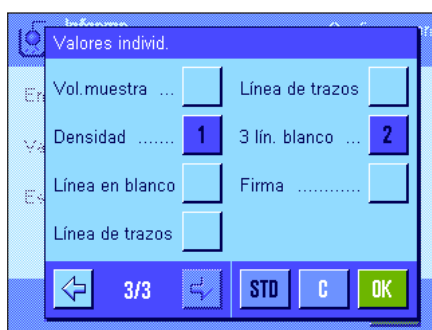 Valores individ.
Vol.muestra ...
Línea de trazos
Densidad ....... 1
3 lín. blanco ... 2
Línea en blanco
Firma ............
Línea de trazos
3/3
STD
C
OK